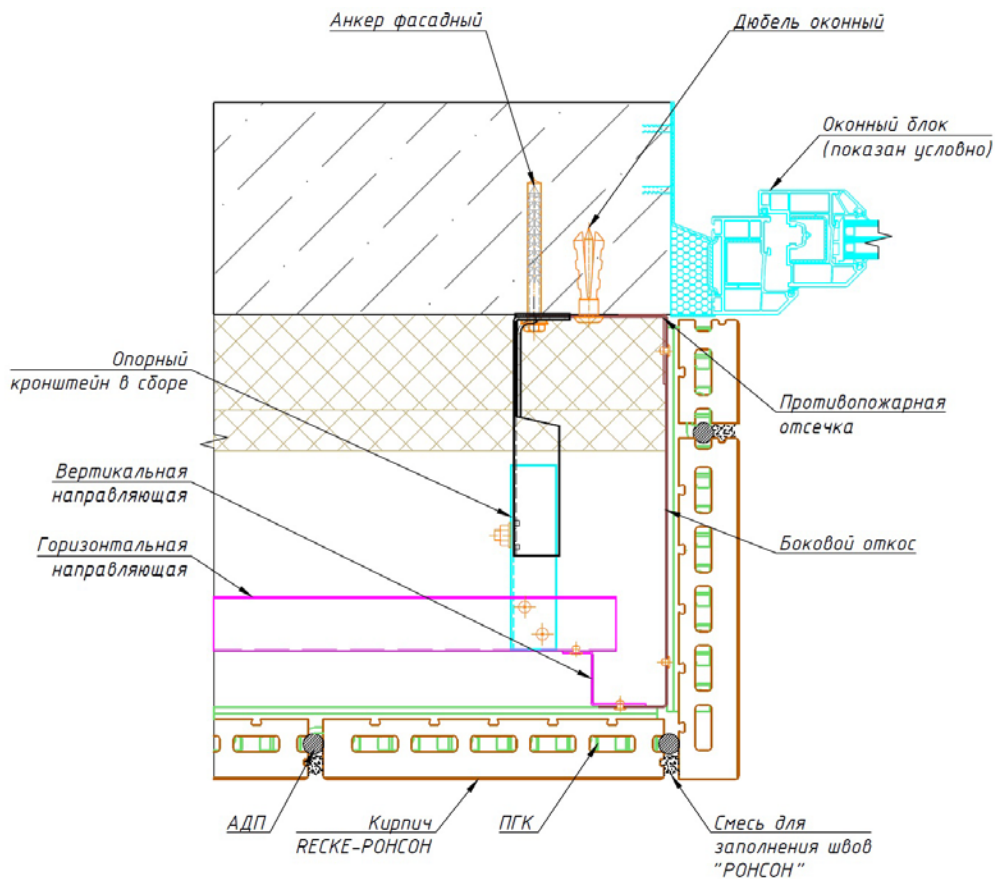 Анкер фасадный
Дюбель оконный
Оконный блок
(показан условно)
Опорный
кронштейн в сборе
Противопожарная
отсечка
Вертикальная
направляющая
Горизонтальная
направляющая
Боковой откос
АДП
Кирпич
RECKE-РОНСОН
ПГК
Смесь для
заполнения швов
"РОНСОН"